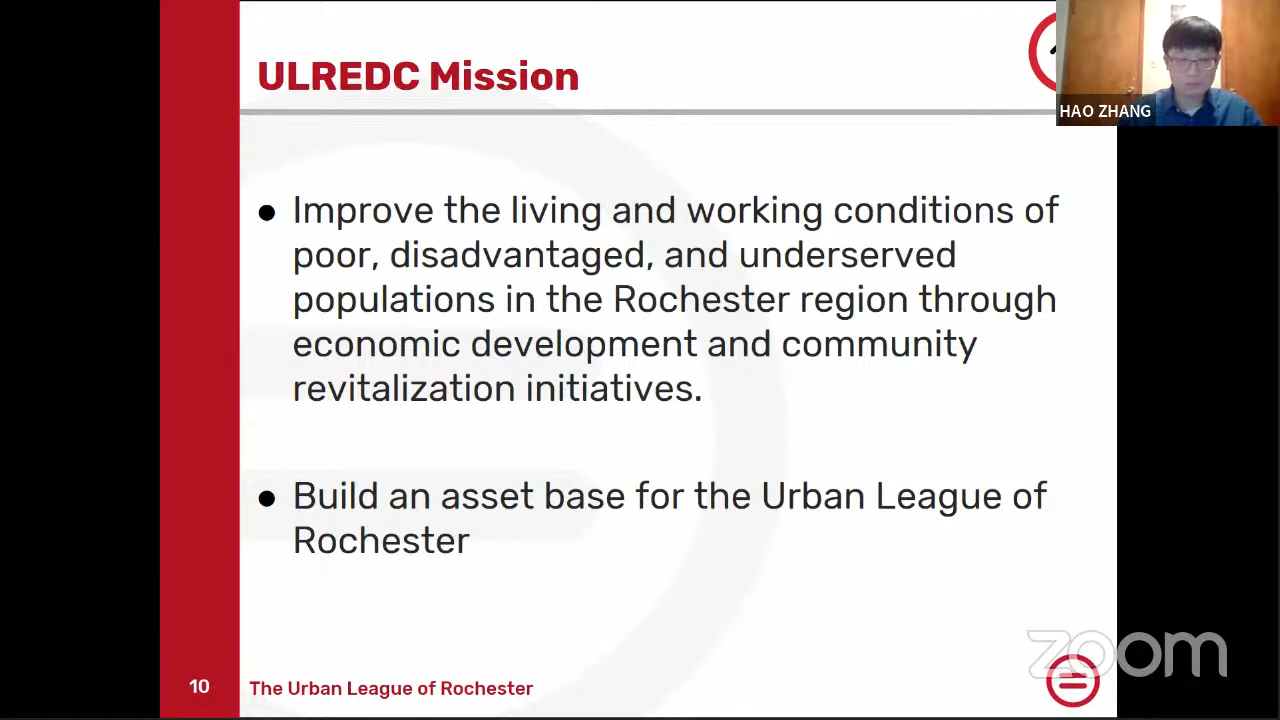 ULREDC Mission
HAO ZHANG
● Improve the living and working conditions of
poor, disadvantaged, and underserved
populations in the Rochester region through
economic development and community
revitalization initiatives.
● Build an asset base for the Urban League of
Rochester
zoom
10
The Urban League of Rochester